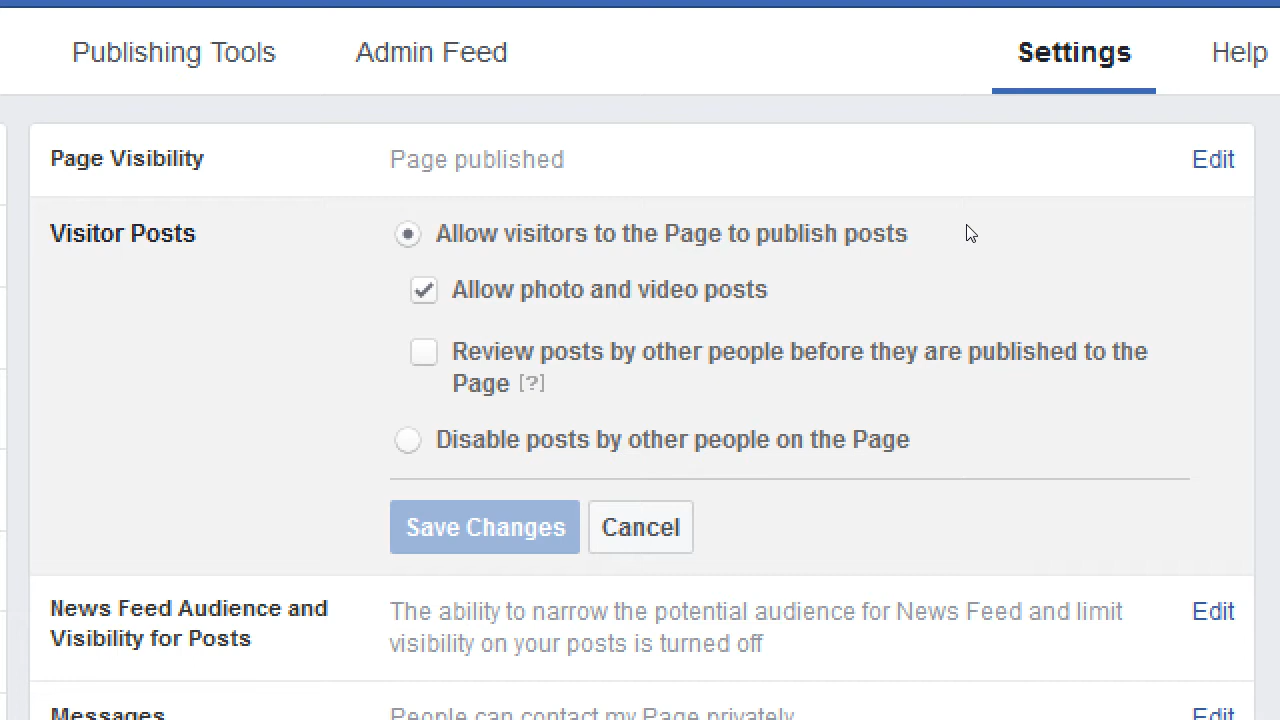 Publishing Tools Admin Feed Settings Help
Page Visibility Page published Edit
Visitor Posts Allow visitors to the Page to publish posts
Allow photo and video posts
Review posts by other people before they are published to the
Page [?]
Disable posts by other people on the Page
Save Changes Cancel
News Feed Audience and
Visibility for Posts
The ability to narrow the potential audience for News Feed and limit
visibility on your posts is turned off
Edit
Messages People can contact my Page privately. Edit